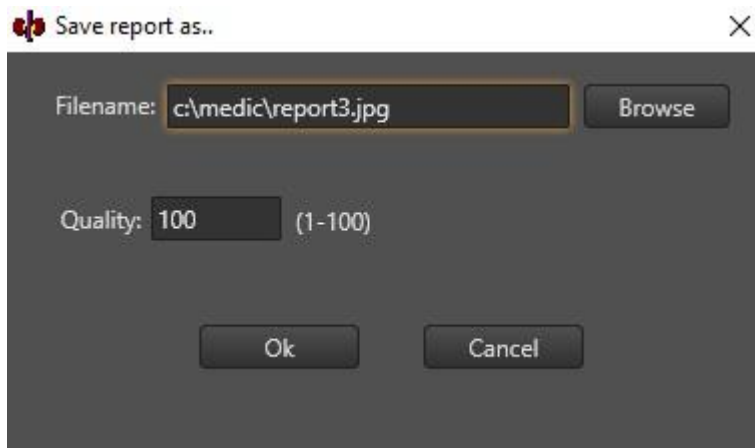 Save report as..
Filename: c:\medic\report3.jpg Browse
Quality: 100 (1-100)
Ok Cancel